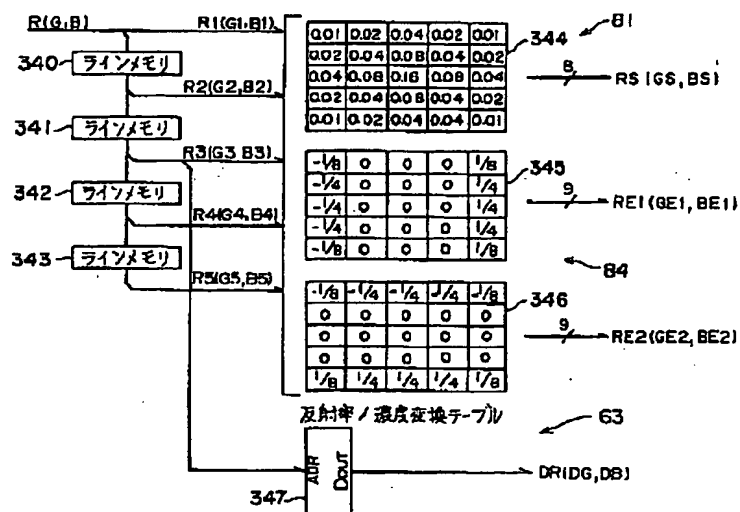 R(G,B)
R1(G1,B1)
340
ラインメモリ
R2(G2,B2)
341
ラインメモリ
R3(G3,B3)
342
ラインメモリ
R4(G4,B4)
343
ラインメモリ
R5(G5,B5)
0.01 0.02 0.04 0.02 0.01
0.02 0.04 0.08 0.04 0.02
0.04 0.08 0.16 0.08 0.04
0.02 0.04 0.08 0.04 0.02
0.01 0.02 0.04 0.04 0.01
344
81
8
RS(GS,BS)
-1/8 0 0 0 1/8
-1/4 0 0 0 1/4
-1/4 0 0 0 1/4
-1/4 0 0 0 1/4
-1/8 0 0 0 1/8
345
9
RE1(GE1,BE1)
84
-1/8 -1/4 -1/4 -1/4 -1/8
0 0 0 0 0
0 0 0 0 0
0 0 0 0 0
1/8 1/4 1/4 1/4 1/8
346
9
RE2(GE2,BE2)
反射率/濃度変換テーブル
63
ADR
DOUT
347
DR(DG,DB)